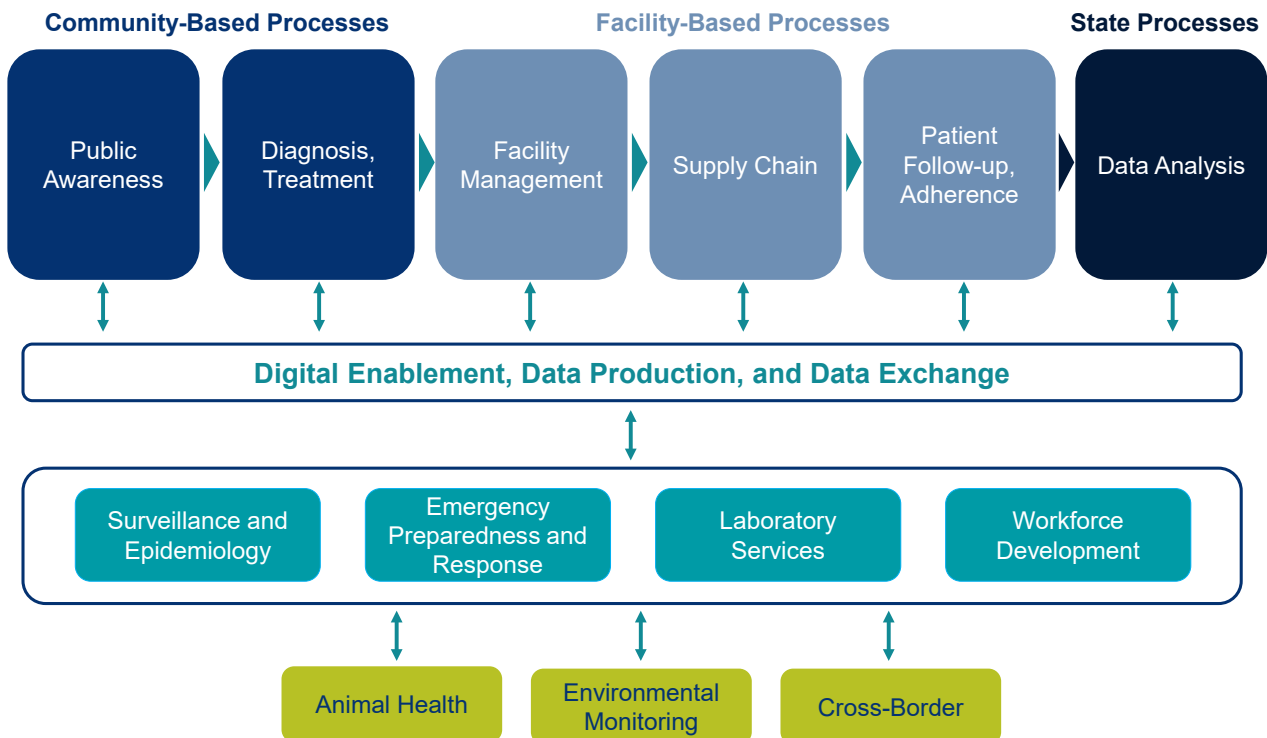 Community-Based Processes
Facility-Based Processes
State Processes
Public
Awareness
Diagnosis,
Treatment
Facility
Management
Supply Chain
Patient
Follow-up,
Adherence
Data Analysis
Digital Enablement, Data Production, and Data Exchange
Surveillance and
Epidemiology
Emergency
Preparedness and
Response
Laboratory
Services
Workforce
Development
Animal Health
Environmental
Monitoring
Cross-Border